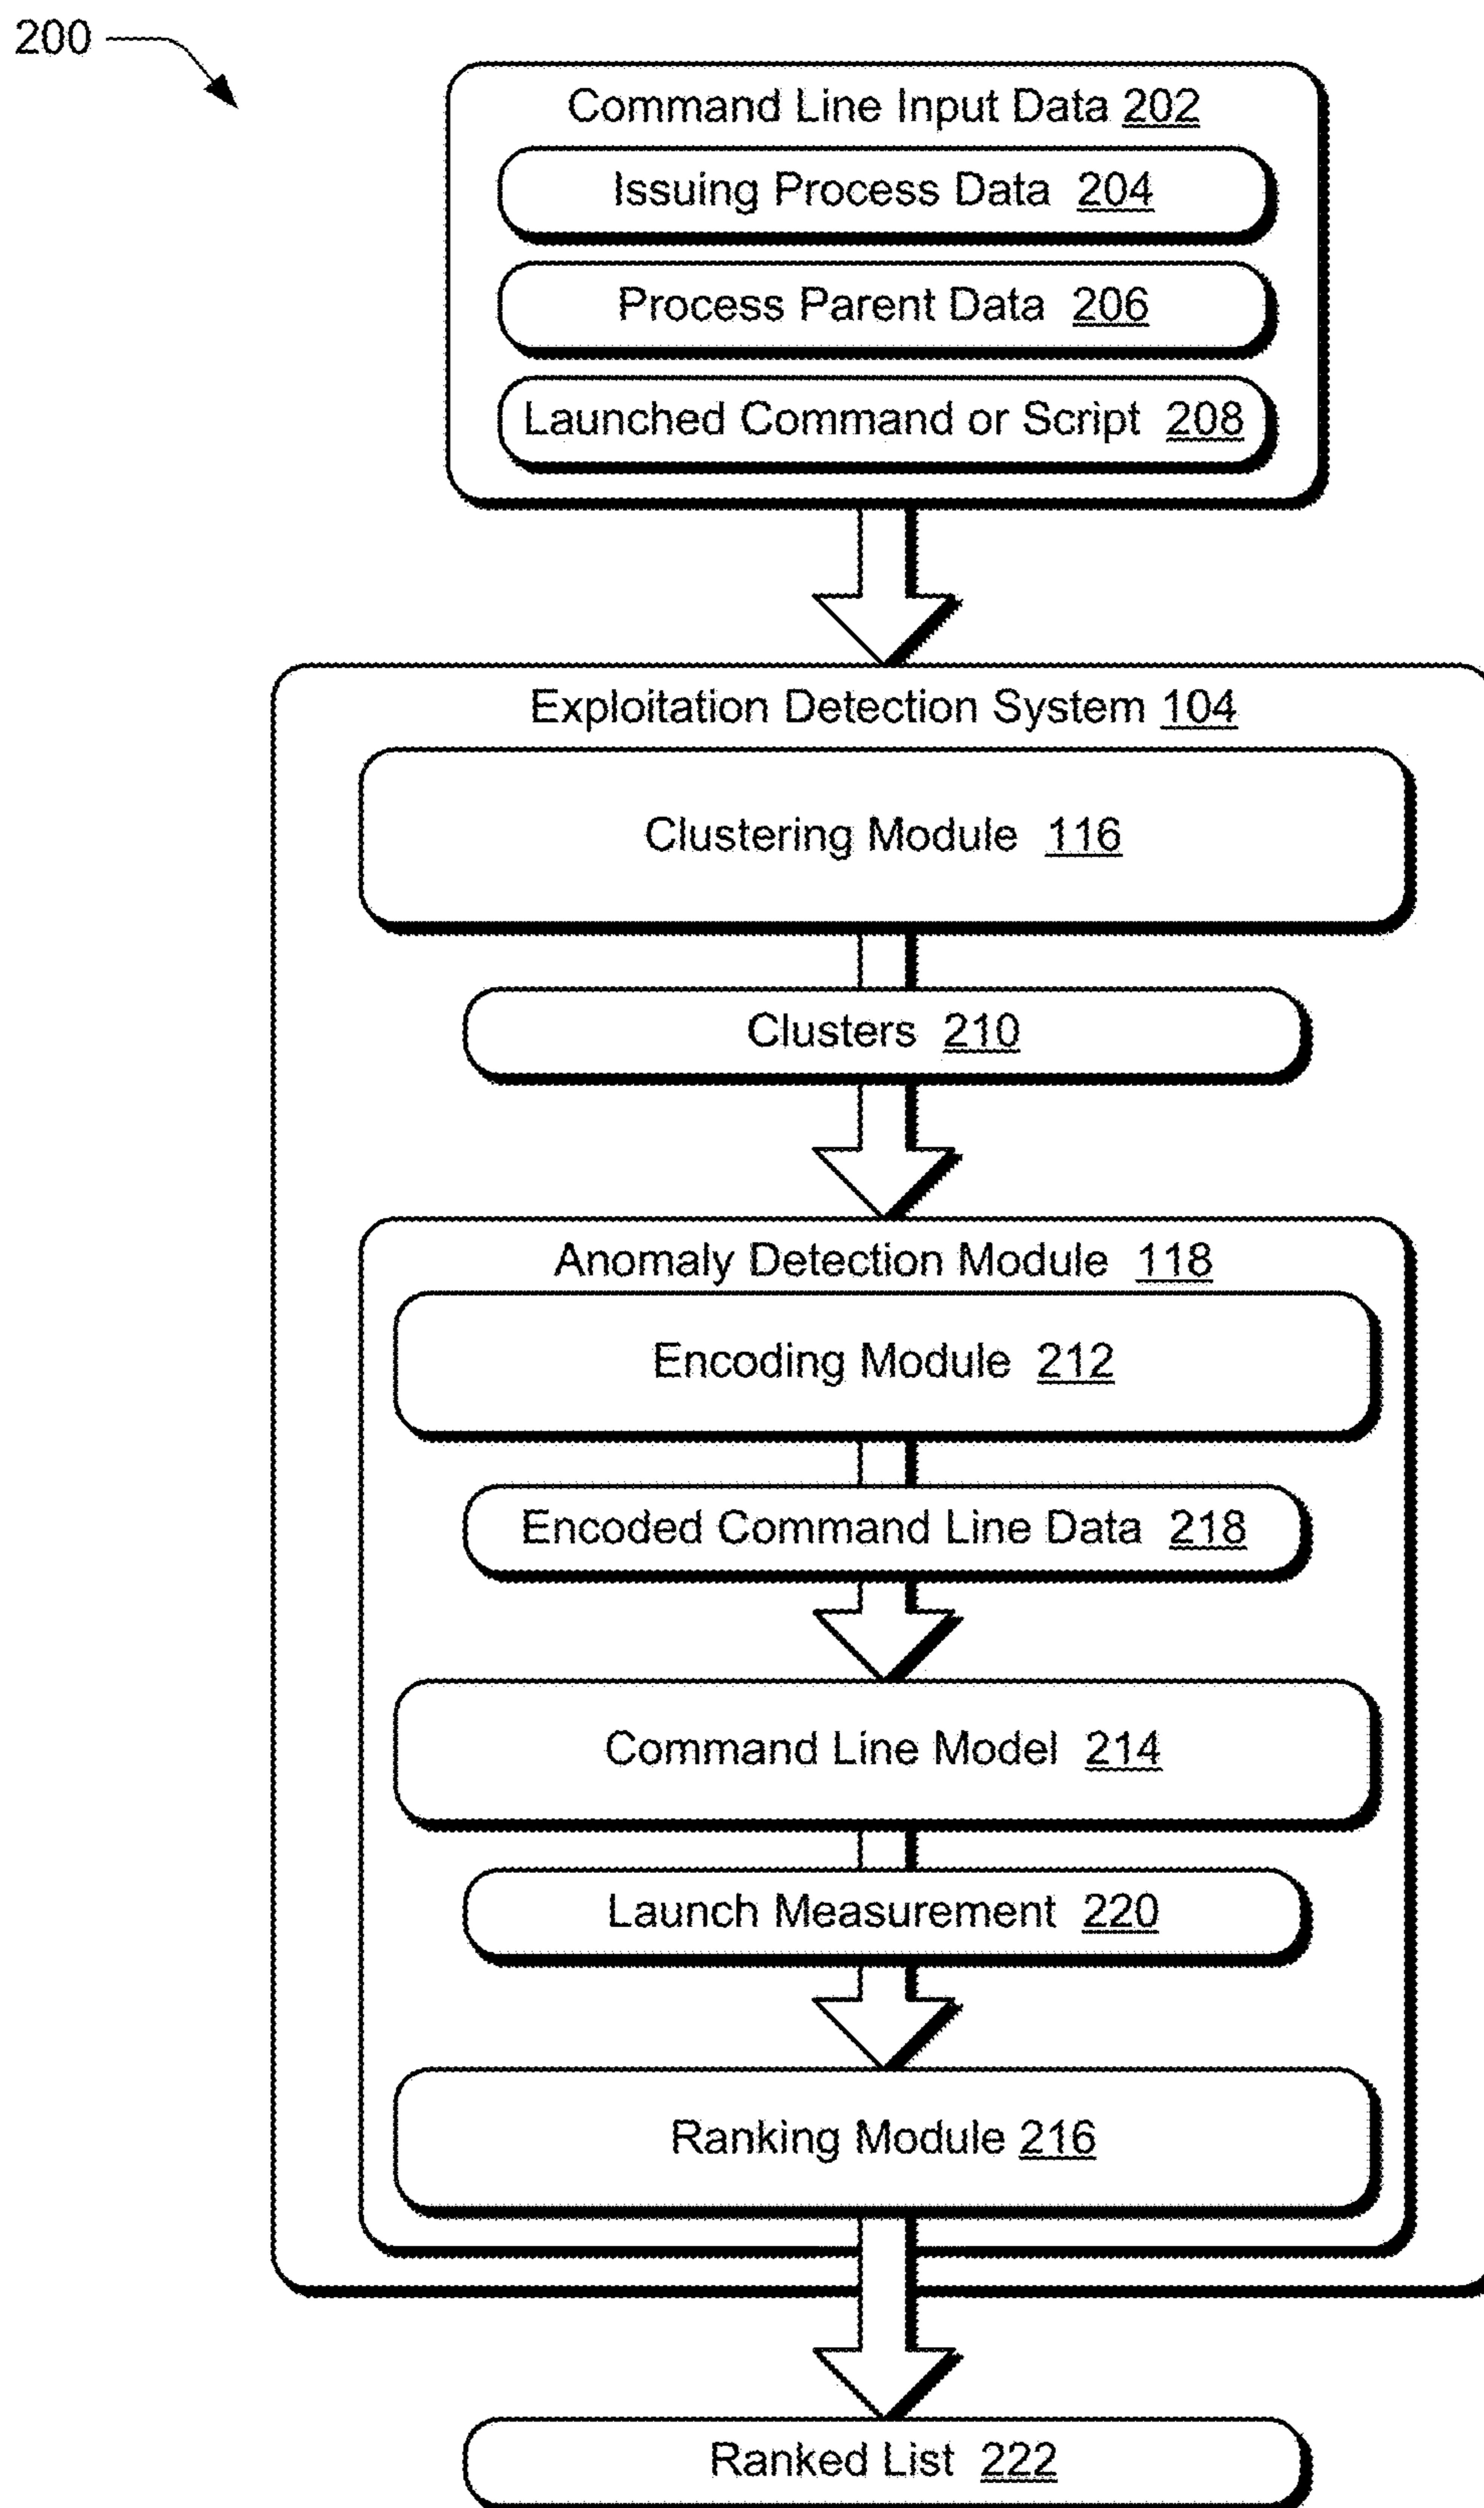 200
Command Line Input Data 202
Issuing Process Data 204
Process Parent Data 206
Launched Command or Script 208
Exploitation Detection System 104
Clustering Module 116
Clusters 210
Anomaly Detection Module 118
Encoding Module 212
Encoded Command Line Data 218
Command Line Model 214
Launch Measurement 220
Ranking Module 216
Ranked List 222